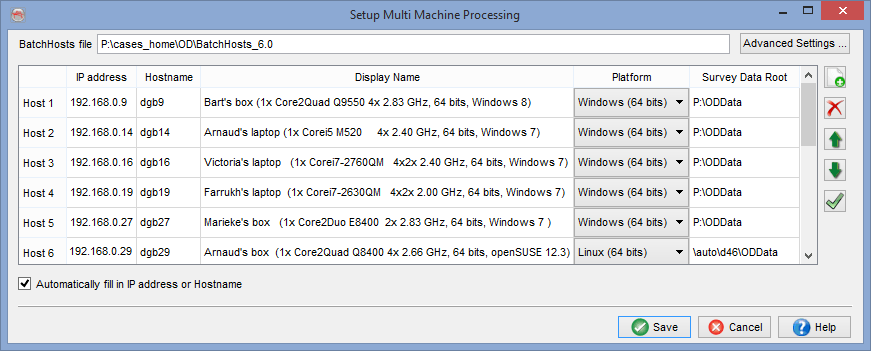 Setup Multi Machine Processing
BatchHosts file P:\cases_home\OD\BatchHosts_6.0 Advanced Settings ...
IP address Hostname Display Name Platform Survey Data Root
Host 1 192.168.0.9 dgb9 Bart's box (1x Core2Quad Q9550 4x 2.83 GHz, 64 bits, Windows 8) Windows (64 bits) P:\ODData
Host 2 192.168.0.14 dgb14 Arnaud's laptop (1x Corei5 M520 4x 2.40 GHz, 64 bits, Windows 7) Windows (64 bits) P:\ODData
Host 3 192.168.0.16 dgb16 Victoria's laptop (1x Corei7-2760QM 4x2x 2.40 GHz, 64 bits, Windows 7) Windows (64 bits) P:\ODData
Host 4 192.168.0.19 dgb19 Farrukh's laptop (1x Corei7-2630QM 4x2x 2.00 GHz, 64 bits, Windows 7) Windows (64 bits) P:\ODData
Host 5 192.168.0.27 dgb27 Marieke's box (1x Core2Duo E8400 2x 2.83 GHz, 64 bits, Windows 7 ) Windows (64 bits) P:\ODData
Host 6 192.168.0.29 dgb29 Arnaud's box (1x Core2Quad Q8400 4x 2.66 GHz, 64 bits, openSUSE 12.3) Linux (64 bits) \auto\d46\ODData
Automatically fill in IP address or Hostname
Save Cancel Help